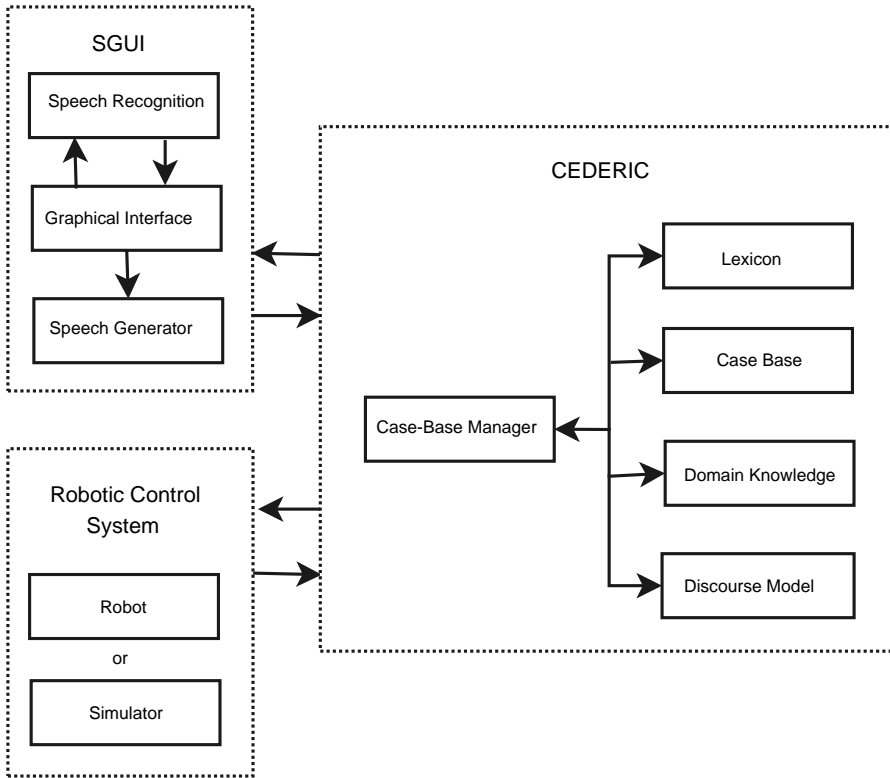 SGUI
Speech Recognition
Graphical Interface
Speech Generator
Robotic Control
System
Robot
or
Simulator
CEDERIC
Case-Base Manager
Lexicon
Case Base
Domain Knowledge
Discourse Model